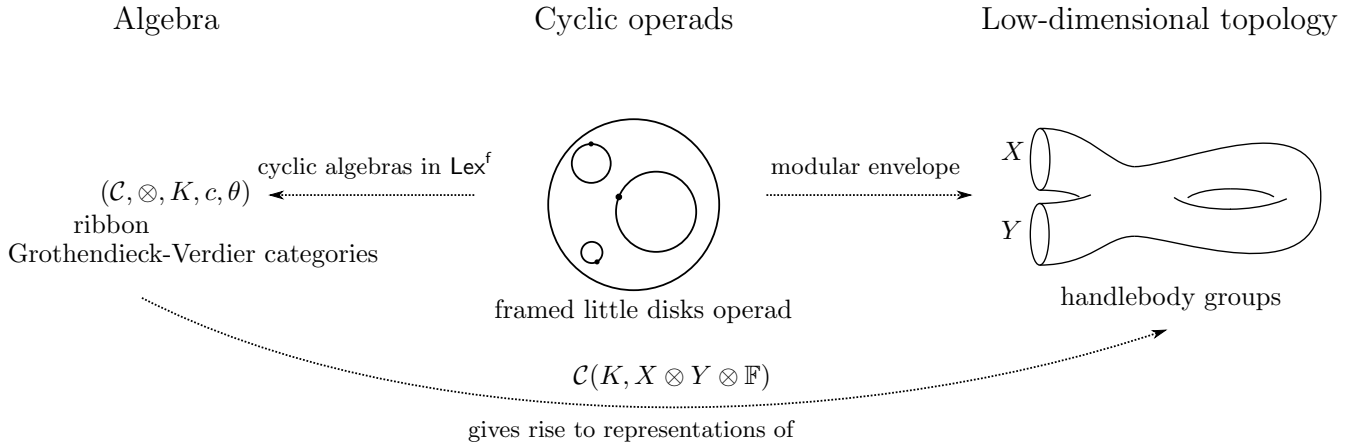 Algebra
Cyclic operads
Low-dimensional topology
cyclic algebras in Lexᶠ
modular envelope
X
(𝒞, ⊗, K, c, θ)
ribbon
Y
Grothendieck-Verdier categories
framed little disks operad
handlebody groups
𝒞(K, X ⊗ Y ⊗ 𝔽)
gives rise to representations of